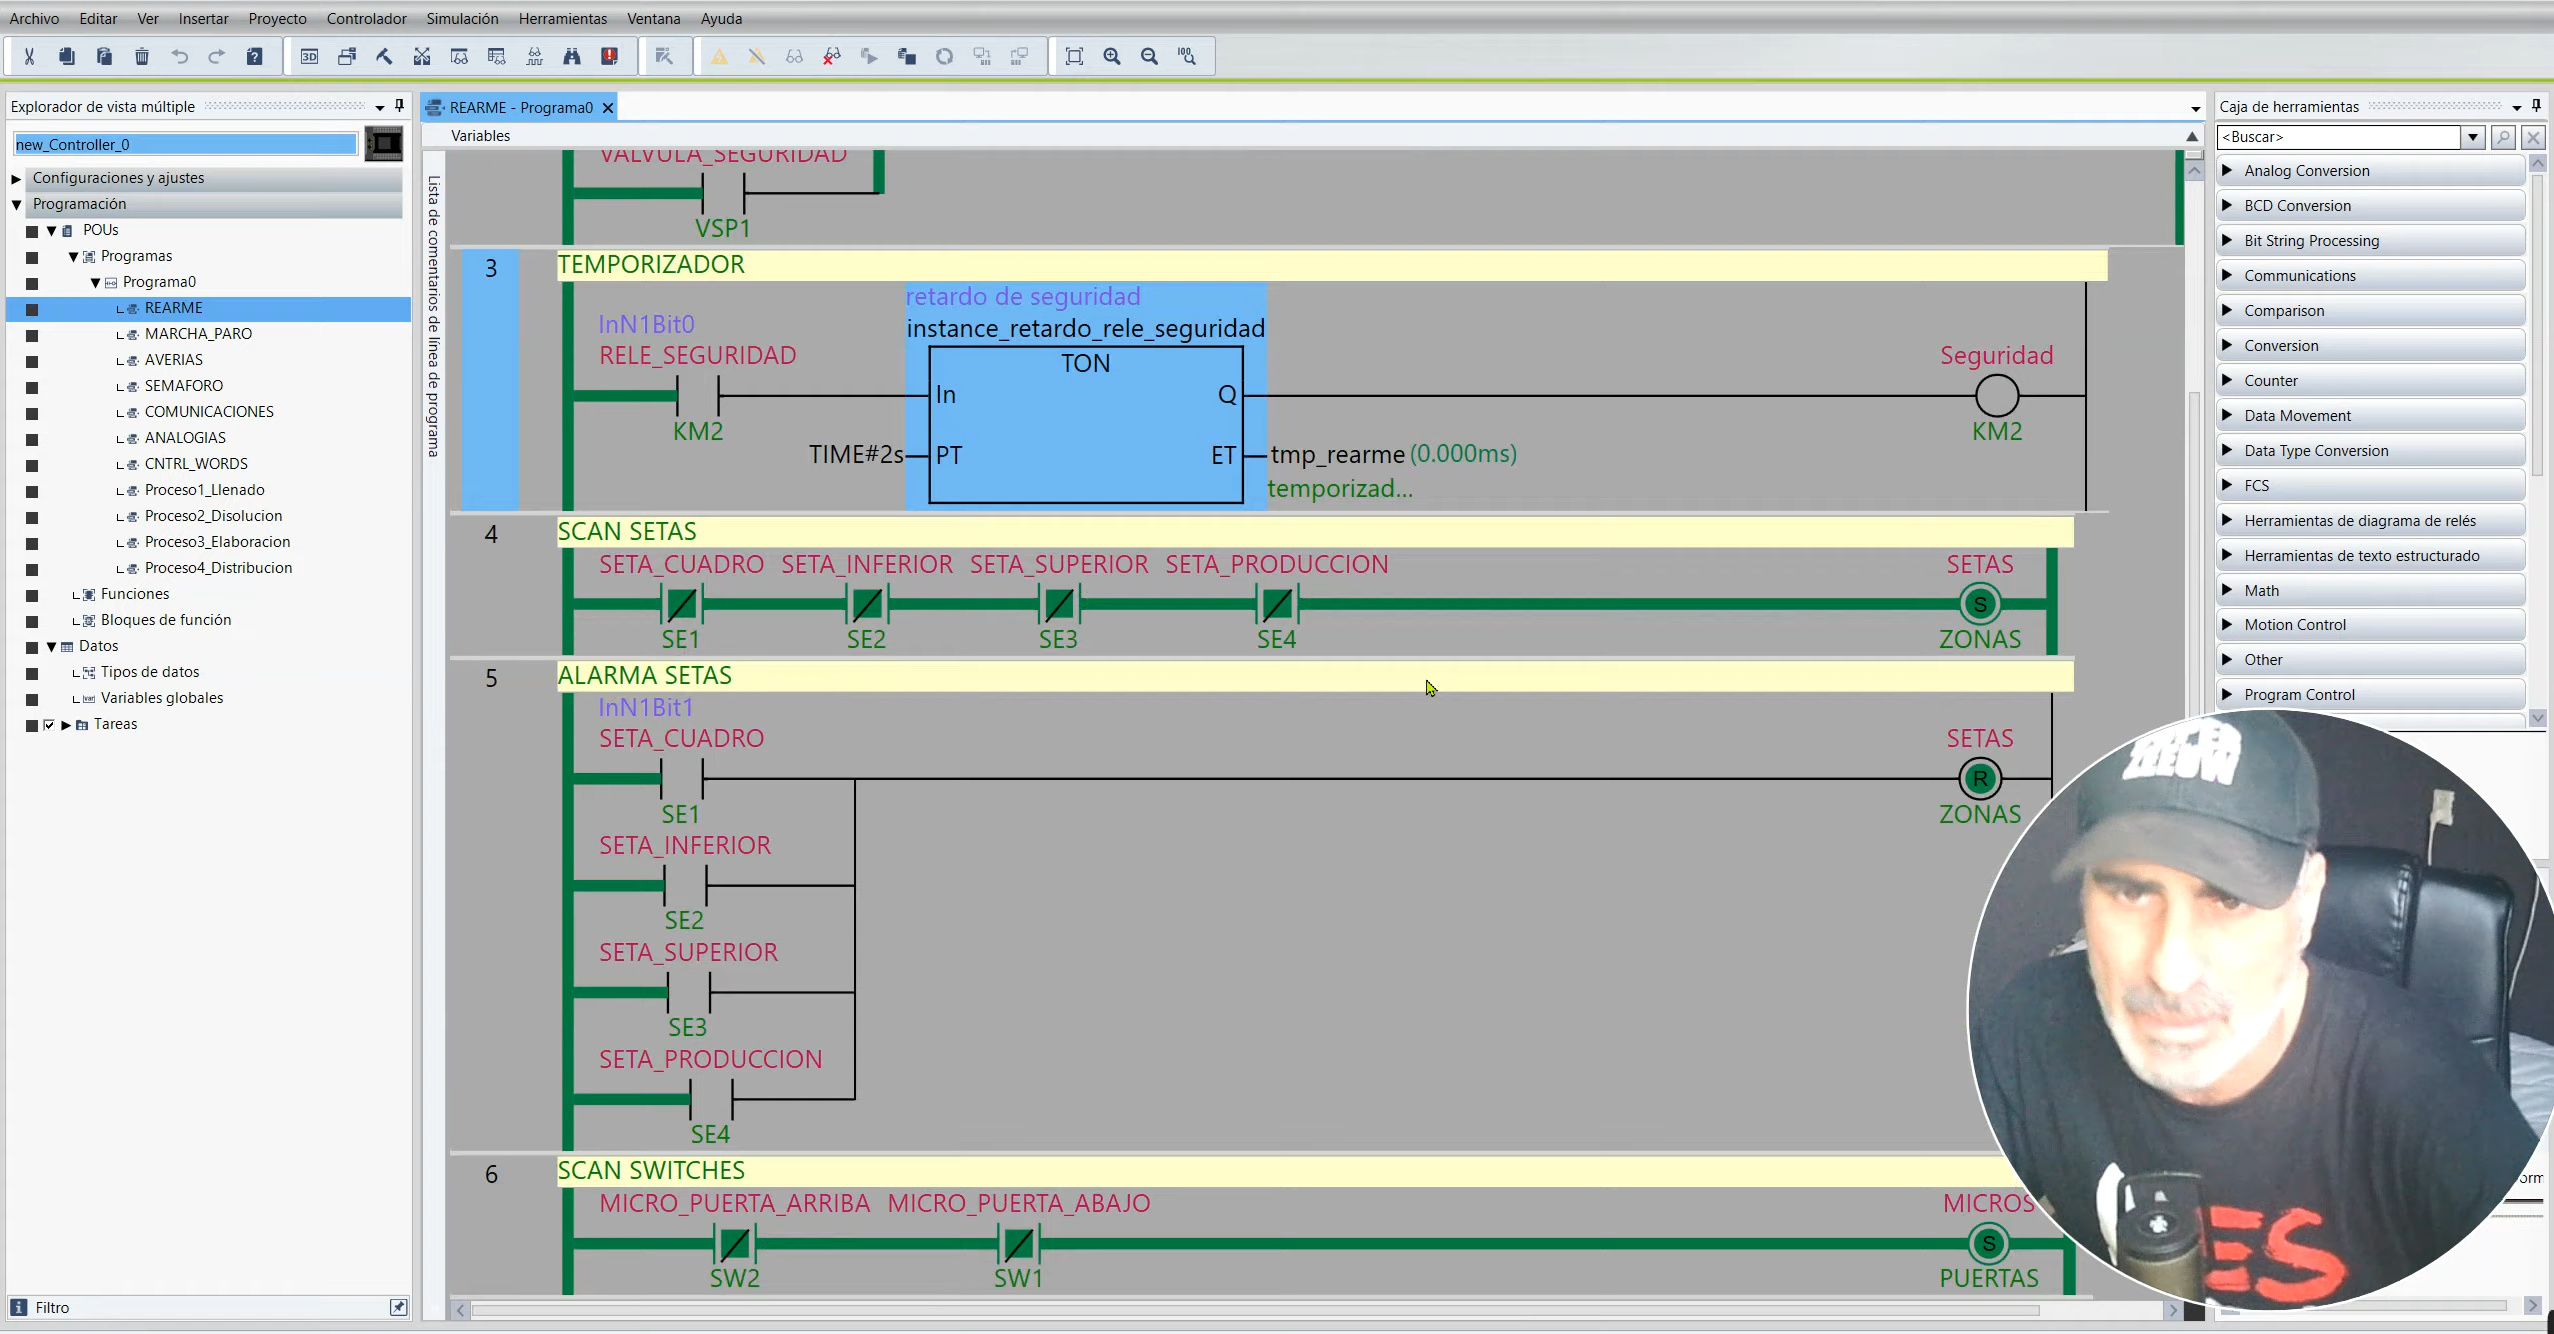 Archivo Editar Ver Insertar Proyecto Controlador Simulación Herramientas Ventana Ayuda
3D
100
Explorador de vista múltiple
new_Controller_0
Configuraciones y ajustes
Programación
POUs
Programas
Programa0
REARME
MARCHA_PARO
AVERIAS
SEMAFORO
COMUNICACIONES
ANALOGIAS
CNTRL_WORDS
Proceso1_Llenado
Proceso2_Disolucion
Proceso3_Elaboracion
Proceso4_Distribucion
Funciones
Bloques de función
Datos
Tipos de datos
Variables globales
Tareas
Filtro
REARME - Programa0
Variables
Lista de comentarios de línea de programa
VALVULA_SEGURIDAD
VSP1
3
TEMPORIZADOR
retardo de seguridad
InN1Bit0
instance_retardo_rele_seguridad
RELE_SEGURIDAD
TON
Seguridad
In
Q
KM2
KM2
TIME#2s
PT
ET
tmp_rearme (0.000ms)
temporizad...
4
SCAN SETAS
SETA_CUADRO SETA_INFERIOR SETA_SUPERIOR SETA_PRODUCCION SETAS
S
SE1 SE2 SE3 SE4 ZONAS
5
ALARMA SETAS
InN1Bit1
SETA_CUADRO SETAS
R
SE1 ZONAS
SETA_INFERIOR
SE2
SETA_SUPERIOR
SE3
SETA_PRODUCCION
SE4
6
SCAN SWITCHES
MICRO_PUERTA_ARRIBA MICRO_PUERTA_ABAJO MICROS
S
SW2 SW1 PUERTAS
Caja de herramientas
<Buscar>
Analog Conversion
BCD Conversion
Bit String Processing
Communications
Comparison
Conversion
Counter
Data Movement
Data Type Conversion
FCS
Herramientas de diagrama de relés
Herramientas de texto estructurado
Math
Motion Control
Other
Program Control